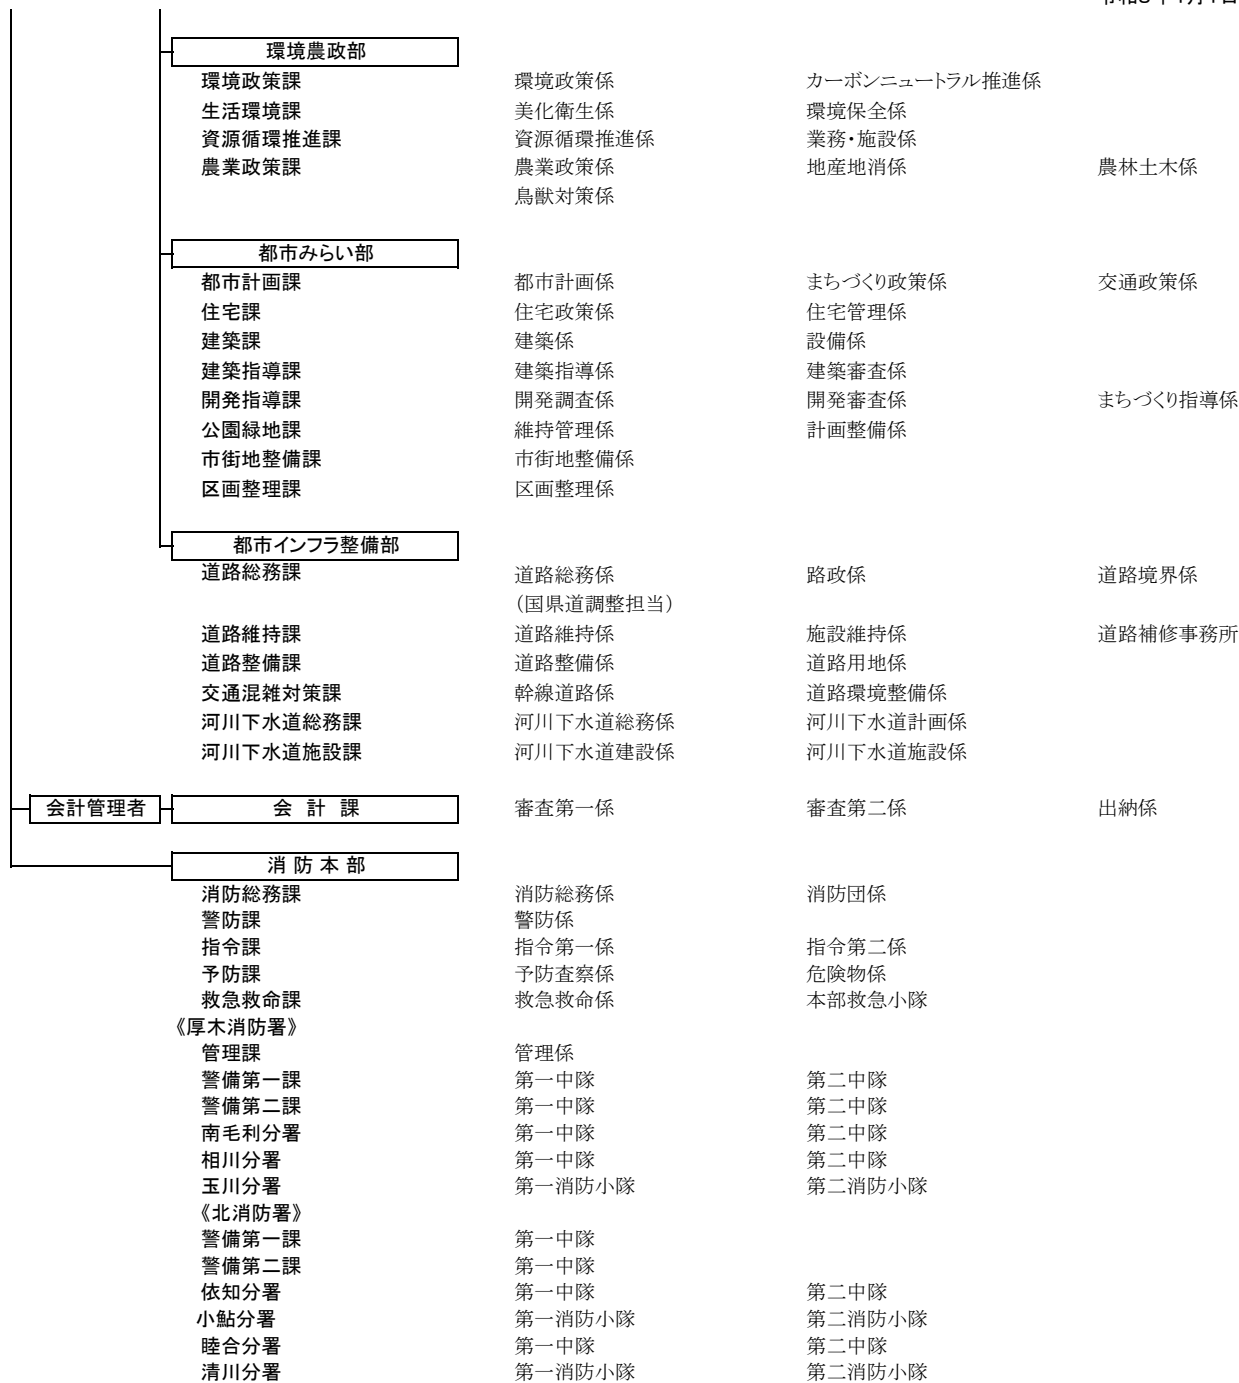 環境農政部
環境政策課 環境政策係 カーボンニュートラル推進係
生活環境課 美化衛生係 環境保全係
資源循環推進課 資源循環推進係 業務・施設係
農業政策課 農業政策係 地産地消係 農林土木係
鳥獣対策係
都市みらい部
都市計画課 都市計画係 まちづくり政策係 交通政策係
住宅課 住宅政策係 住宅管理係
建築課 建築係 設備係
建築指導課 建築指導係 建築審査係
開発指導課 開発調査係 開発審査係 まちづくり指導係
公園緑地課 維持管理係 計画整備係
市街地整備課 市街地整備係
区画整理課 区画整理係
都市インフラ整備部
道路総務課 道路総務係 路政係 道路境界係
（国県道調整担当）
道路維持課 道路維持係 施設維持係 道路補修事務所
道路整備課 道路整備係 道路用地係
交通混雑対策課 幹線道路係 道路環境整備係
河川下水道総務課 河川下水道総務係 河川下水道計画係
河川下水道施設課 河川下水道建設係 河川下水道施設係
会計管理者 会計課 審査第一係 審査第二係 出納係
消防本部
消防総務課 消防総務係 消防団係
警防課 警防係
指令課 指令第一係 指令第二係
予防課 予防査察係 危険物係
救急救命課 救急救命係 本部救急小隊
《厚木消防署》
管理課 管理係
警備第一課 第一中隊 第二中隊
警備第二課 第一中隊 第二中隊
南毛利分署 第一中隊 第二中隊
相川分署 第一中隊 第二中隊
玉川分署 第一消防小隊 第二消防小隊
《北消防署》
警備第一課 第一中隊
警備第二課 第一中隊
依知分署 第一中隊 第二中隊
小鮎分署 第一消防小隊 第二消防小隊
睦合分署 第一中隊 第二中隊
清川分署 第一消防小隊 第二消防小隊